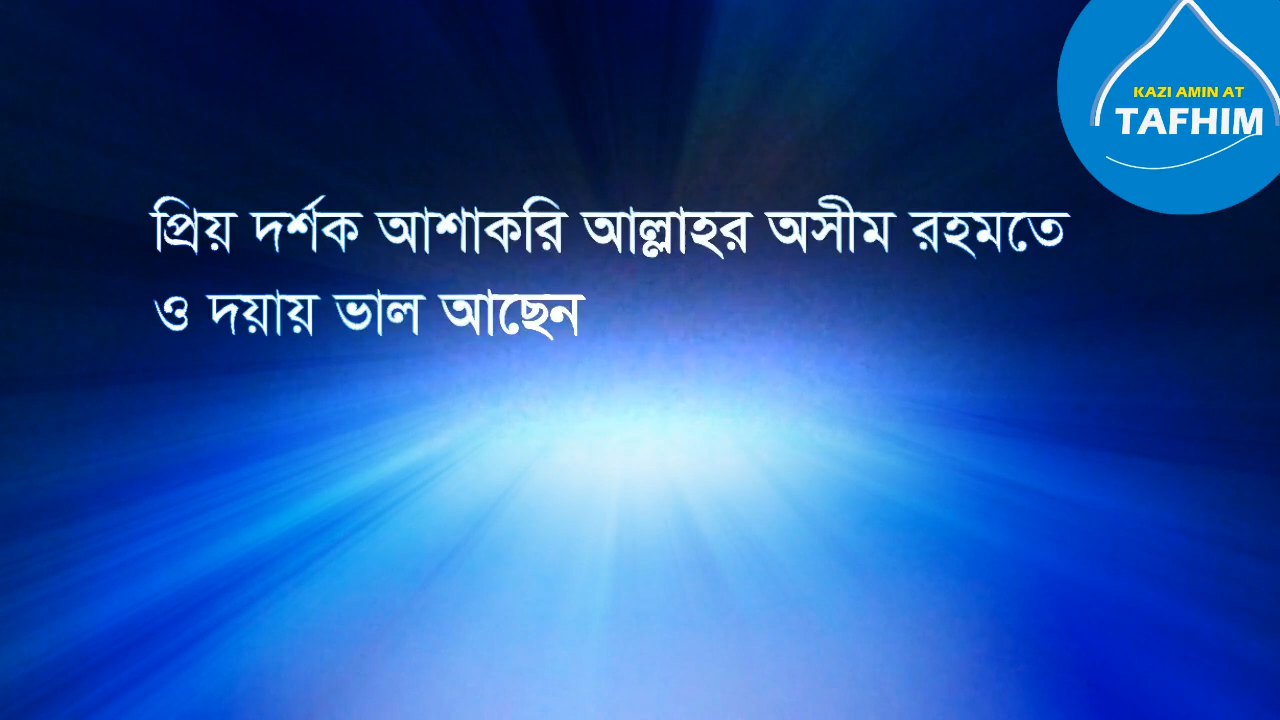 KAZI AMIN AT
TAFHIM
প্রিয় দর্শক আশাকরি আল্লাহর অসীম রহমতে
ও দয়ায় ভাল আছেন